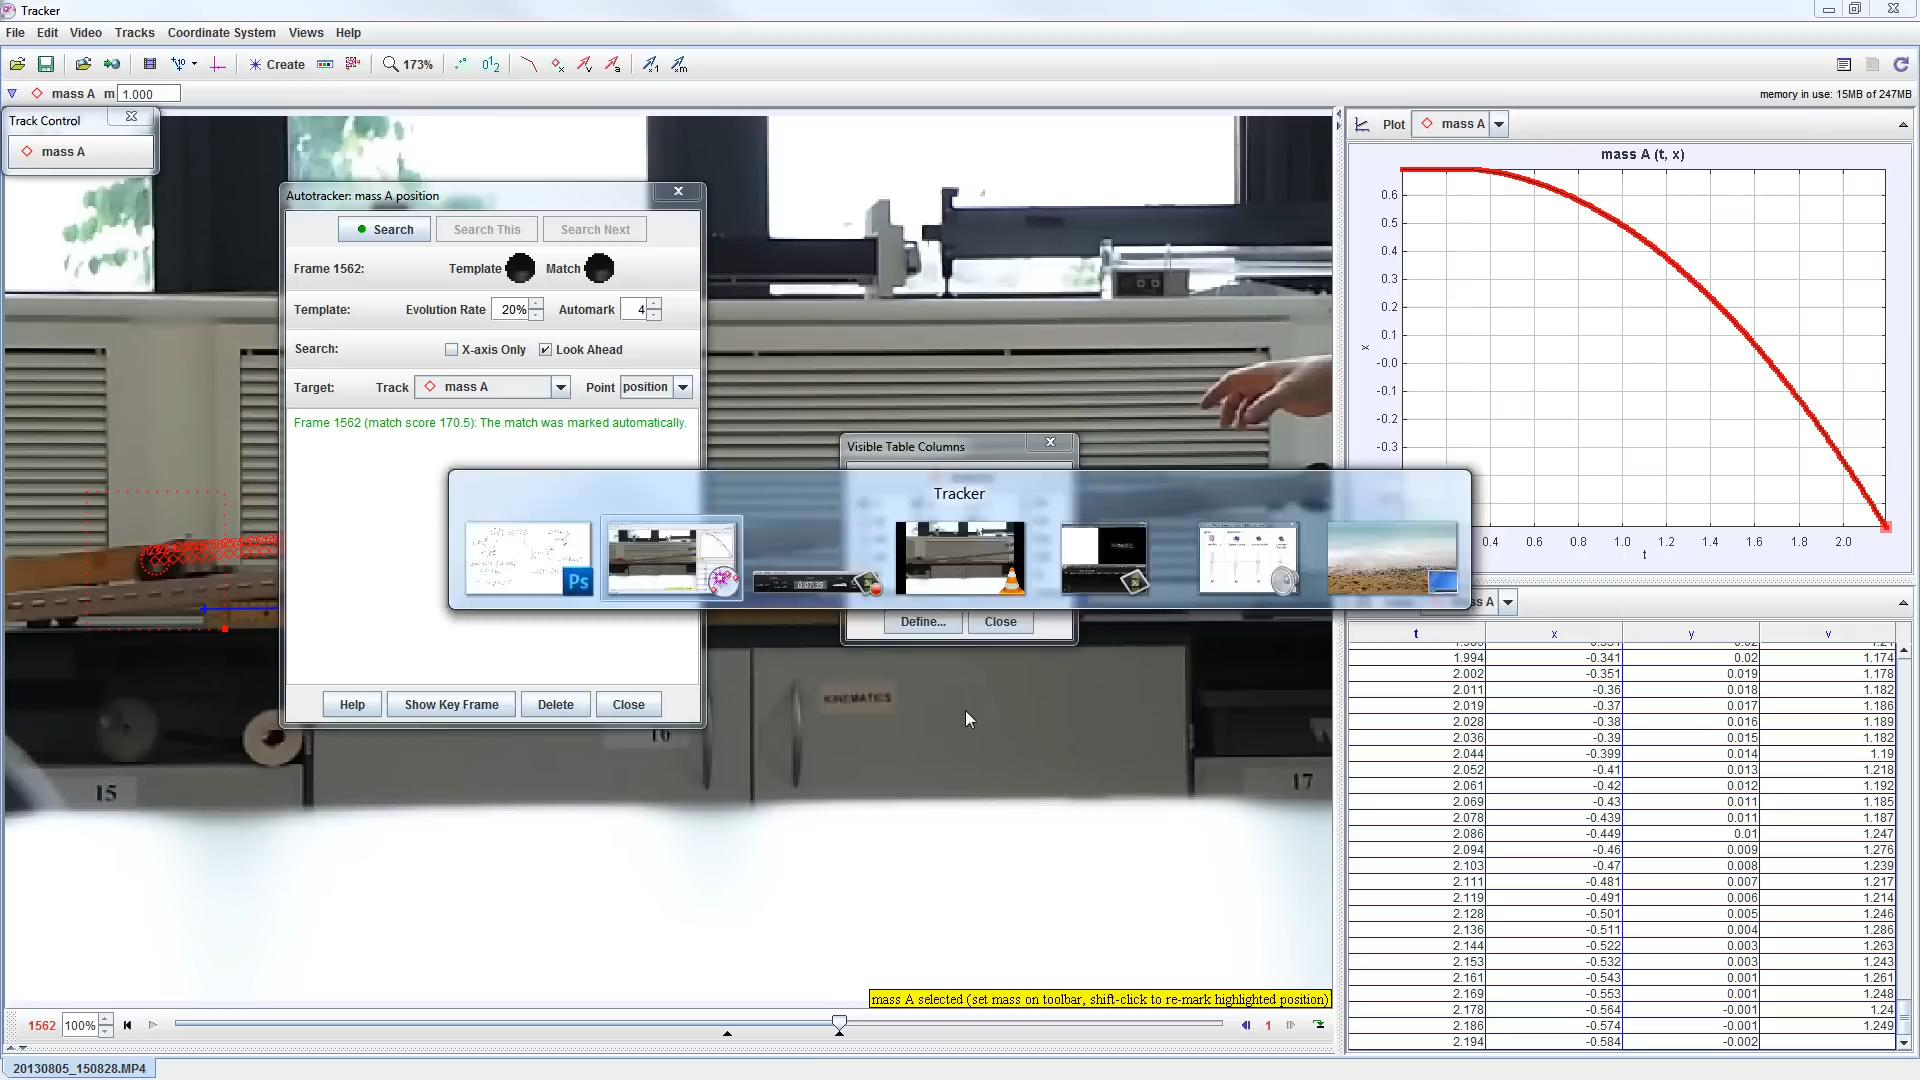 Tracker
File Edit Video Tracks Coordinate System Views Help
Create 173%
mass A m 1.000
memory in use: 15MB of 247MB
Track Control
mass A
Autotracker: mass A position
Search Search This Search Next
Frame 1562: Template Match
Template: Evolution Rate 20% Automark 4
Search: X-axis Only Look Ahead
Target: Track mass A Point position
Frame 1562 (match score 170.5): The match was marked automatically.
Help Show Key Frame Delete Close
Visible Table Columns
Define... Close
Tracker
Ps
0:07:39
KINEMATICS
16
15
17
mass A selected (set mass on toolbar, shift-click to re-mark highlighted position)
1562 100% 1
20130805_150828.MP4
Plot mass A
mass A (t, x)
0.6
0.5
0.4
0.3
0.2
0.1
-0.0
-0.1
-0.2
-0.3
x
0.4 0.6 0.8 1.0 1.2 1.4 1.6 1.8 2.0
t
t x y v
1.994 -0.341 0.02 1.174
2.002 -0.351 0.019 1.178
2.011 -0.36 0.018 1.182
2.019 -0.37 0.017 1.186
2.028 -0.38 0.016 1.189
2.036 -0.39 0.015 1.182
2.044 -0.399 0.014 1.19
2.052 -0.41 0.013 1.218
2.061 -0.42 0.012 1.192
2.069 -0.43 0.011 1.185
2.078 -0.439 0.011 1.187
2.086 -0.449 0.01 1.247
2.094 -0.46 0.009 1.276
2.103 -0.47 0.008 1.239
2.111 -0.481 0.007 1.217
2.119 -0.491 0.006 1.214
2.128 -0.501 0.005 1.246
2.136 -0.511 0.004 1.286
2.144 -0.522 0.003 1.263
2.153 -0.532 0.003 1.243
2.161 -0.543 0.001 1.261
2.169 -0.553 0.001 1.248
2.178 -0.564 -0.001 1.24
2.186 -0.574 -0.001 1.249
2.194 -0.584 -0.002